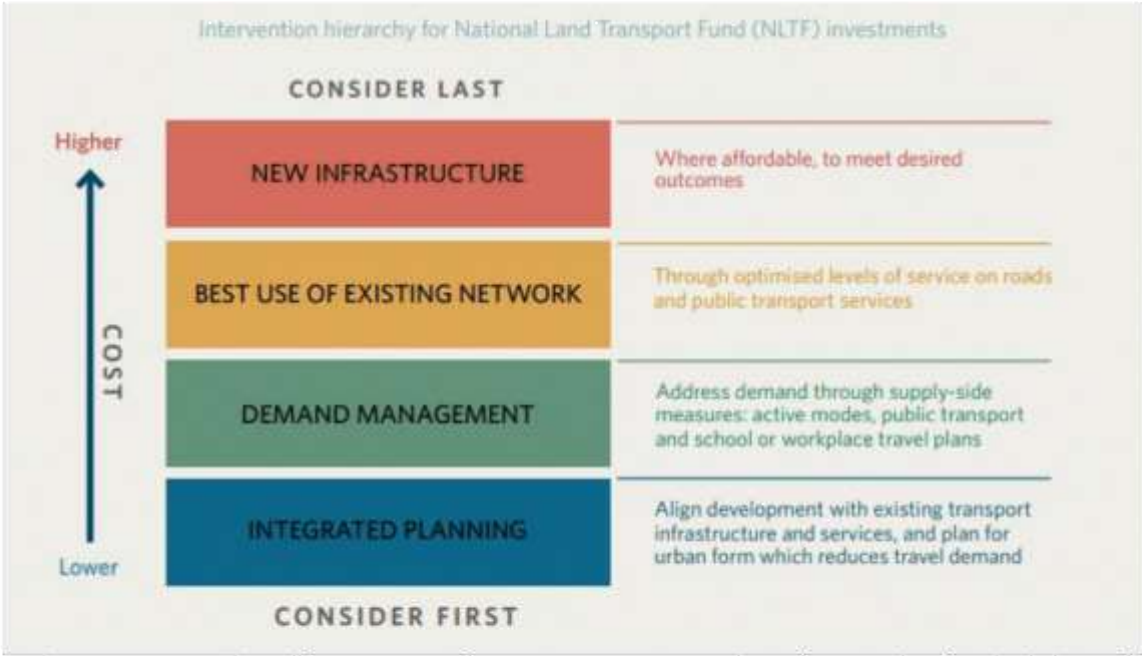 Intervention hierarchy for National Land Transport Fund (NLTF) investments
CONSIDER LAST
Higher
NEW INFRASTRUCTURE
Where affordable, to meet desired
outcomes
BEST USE OF EXISTING NETWORK
Through optimised levels of service on roads
and public transport services
COST
DEMAND MANAGEMENT
Address demand through supply-side
measures: active modes, public transport
and school or workplace travel plans
INTEGRATED PLANNING
Align development with existing transport
infrastructure and services, and plan for
urban form which reduces travel demand
Lower
CONSIDER FIRST